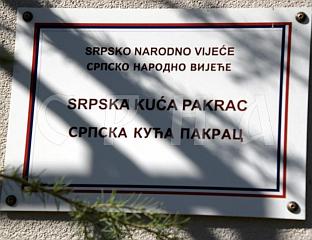 SRPSKO NARODNO VIJEĆE
СРПСКО НАРОДНО ВИЈЕЋЕ
SRPSKA KUĆA PAKRAC
СРПСКА КУЋА ПАКРАЦ